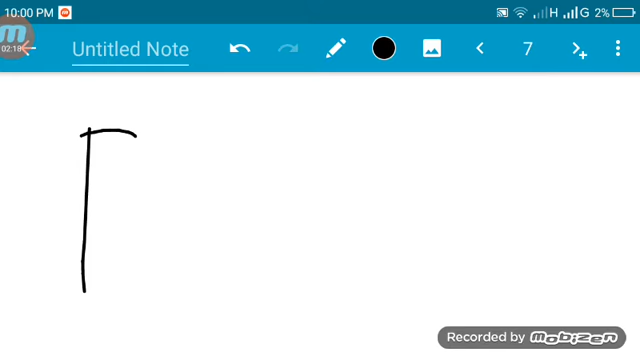 10:00 PM H G 2%
02:18 Untitled Note 7
Recorded by mobizen